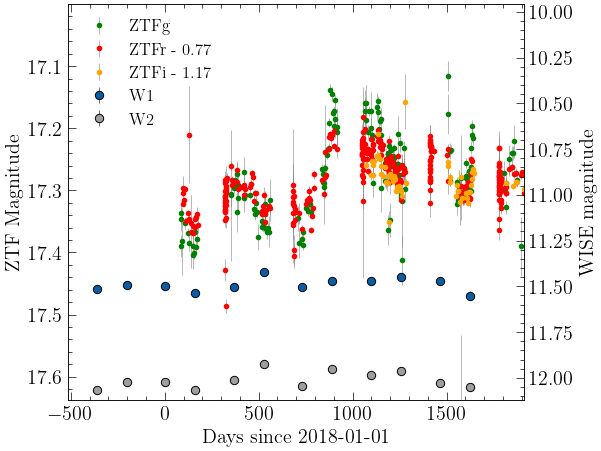 ZTFg
ZTFr - 0.77
ZTFi - 1.17
W1
W2
17.1
17.2
17.3
17.4
17.5
17.6
ZTF Magnitude
10.00
10.25
10.50
10.75
11.00
11.25
11.50
11.75
12.00
WISE magnitude
−500
0
500
1000
1500
Days since 2018-01-01